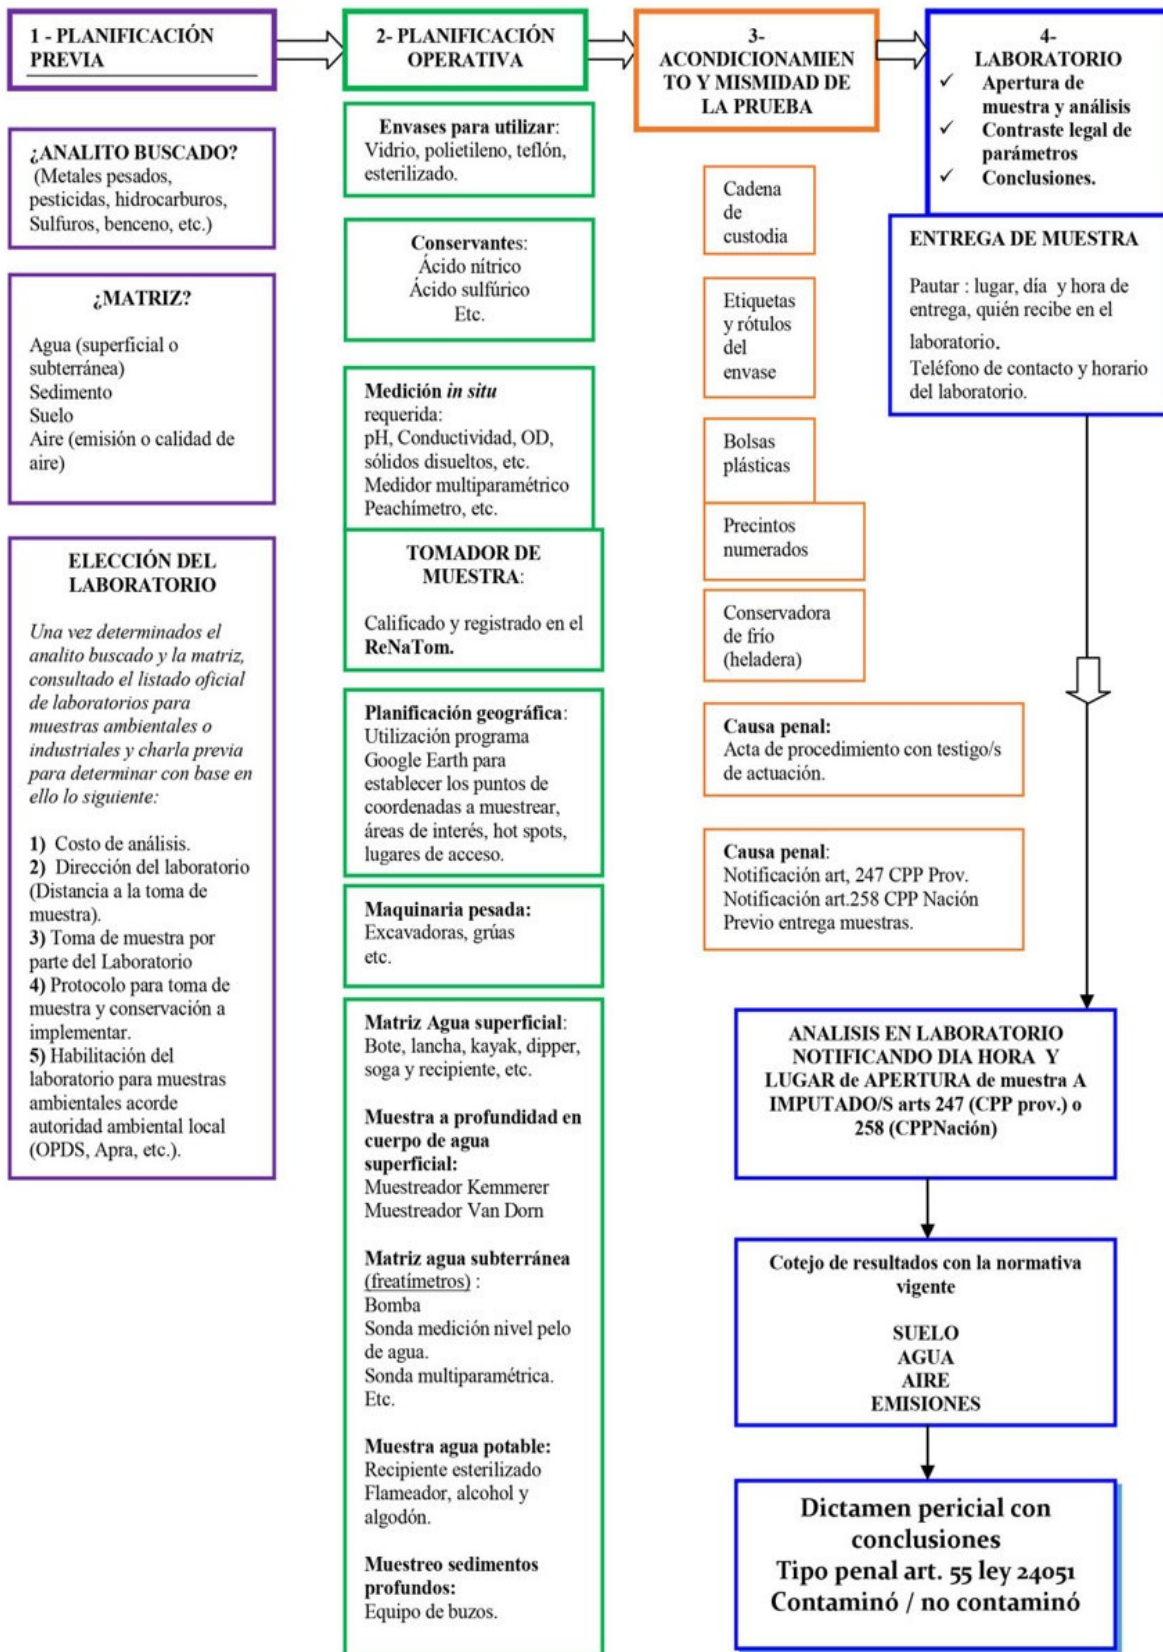 1 - PLANIFICACIÓN
PREVIA
¿ANALITO BUSCADO?
(Metales pesados,
pesticidas, hidrocarburos,
Sulfuros, benceno, etc.)
¿MATRIZ?
Agua (superficial o
subterránea)
Sedimento
Suelo
Aire (emisión o calidad de
aire)
ELECCIÓN DEL
LABORATORIO
Una vez determinados el
analito buscado y la matriz,
consultado el listado oficial
de laboratorios para
muestras ambientales o
industriales y charla previa
para determinar con base en
ello lo siguiente:
1) Costo de análisis.
2) Dirección del laboratorio
(Distancia a la toma de
muestra).
3) Toma de muestra por
parte del Laboratorio
4) Protocolo para toma de
muestra y conservación a
implementar.
5) Habilitación del
laboratorio para muestras
ambientales acorde
autoridad ambiental local
(OPDS, Apra, etc.).
2- PLANIFICACIÓN
OPERATIVA
Envases para utilizar:
Vidrio, polietileno, teflón,
esterilizado.
Conservantes:
Ácido nítrico
Ácido sulfúrico
Etc.
Medición in situ
requerida:
pH, Conductividad, OD,
sólidos disueltos, etc.
Medidor multiparamétrico
Peachímetro, etc.
TOMADOR DE
MUESTRA:
Calificado y registrado en el
ReNaTom.
Planificación geográfica:
Utilización programa
Google Earth para
establecer los puntos de
coordenadas a muestrear,
áreas de interés, hot spots,
lugares de acceso.
Maquinaria pesada:
Excavadoras, grúas
etc.
Matriz Agua superficial:
Bote, lancha, kayak, dipper,
soga y recipiente, etc.
Muestra a profundidad en
cuerpo de agua
superficial:
Muestreador Kemmerer
Muestreador Van Dorn
Matriz agua subterránea
(freatímetros) :
Bomba
Sonda medición nivel pelo
de agua.
Sonda multiparamétrica.
Etc.
Muestra agua potable:
Recipiente esterilizado
Flameador, alcohol y
algodón.
Muestreo sedimentos
profundos:
Equipo de buzos.
3-
ACONDICIONAMIEN
TO Y MISMIDAD DE
LA PRUEBA
Cadena
de
custodia
Etiquetas
y rótulos
del
envase
Bolsas
plásticas
Precintos
numerados
Conservadora
de frío
(heladera)
Causa penal:
Acta de procedimiento con testigo/s
de actuación.
Causa penal:
Notificación art, 247 CPP Prov.
Notificación art.258 CPP Nación
Previo entrega muestras.
4-
LABORATORIO
✓ Apertura de
muestra y análisis
✓ Contraste legal de
parámetros
✓ Conclusiones.
ENTREGA DE MUESTRA
Pautar : lugar, día y hora de
entrega, quién recibe en el
laboratorio.
Teléfono de contacto y horario
del laboratorio.
ANALISIS EN LABORATORIO
NOTIFICANDO DIA HORA Y
LUGAR de APERTURA de muestra A
IMPUTADO/S arts 247 (CPP prov.) o
258 (CPPNación)
Cotejo de resultados con la normativa
vigente
SUELO
AGUA
AIRE
EMISIONES
Dictamen pericial con
conclusiones
Tipo penal art. 55 ley 24051
Contaminó / no contaminó